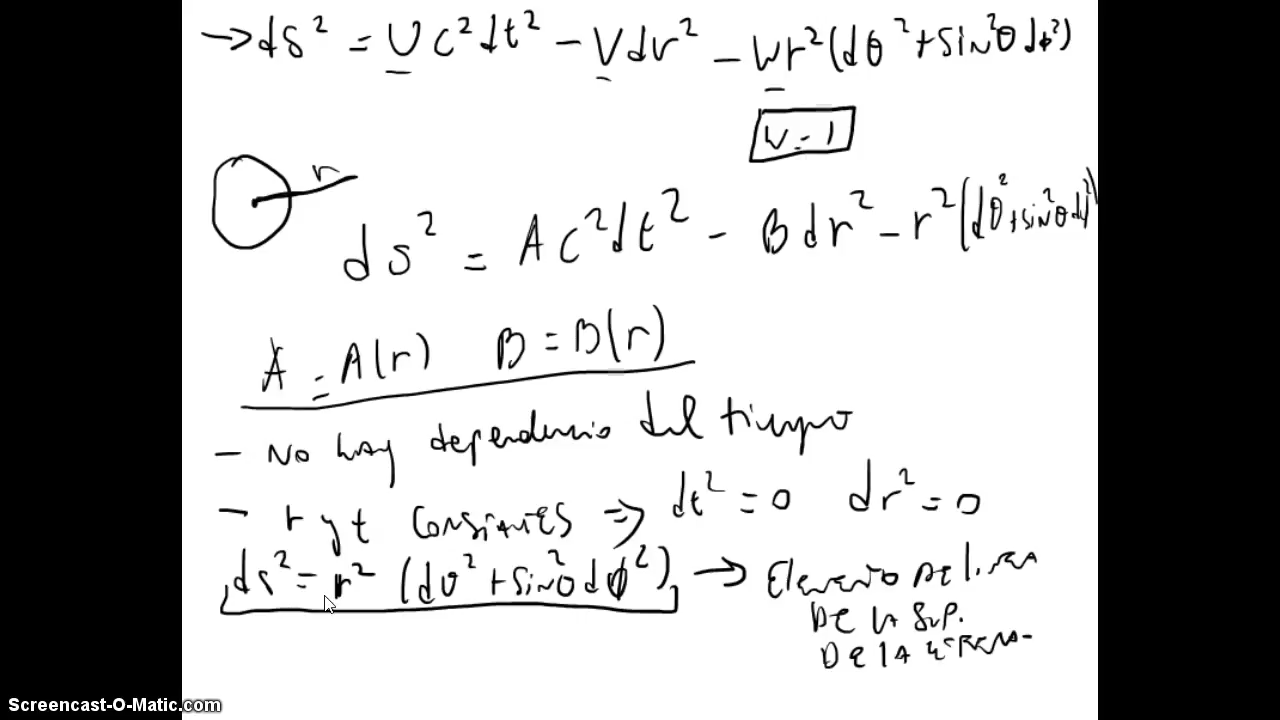 → ds² = U c² dt² - V dr² - W r² (dθ² + sin²θ dφ²)
W = 1
r
ds² = A c² dt² - B dr² - r² (dθ² + sin²θ dφ²)
A = A(r) B = B(r)
- No hay dependencia del tiempo
- r y t constantes ⇒ dt² = 0 dr² = 0
ds² = r² (dθ² + sin²θ dφ²) → Elemento de linea
de la sup.
de la esfera.
Screencast-O-Matic.com